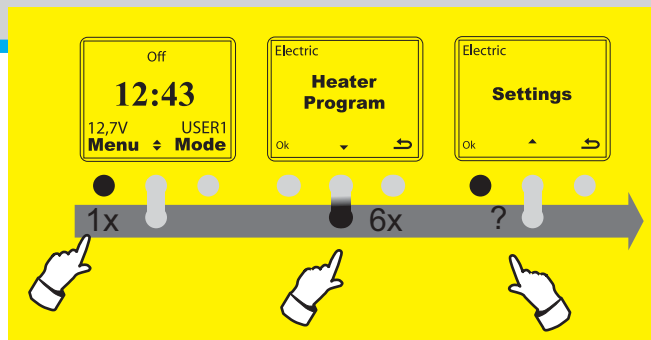 Off
12:43
12,7V USER1
Menu Mode
1x
Electric
Heater
Program
Ok
6x
Electric
Settings
Ok
?